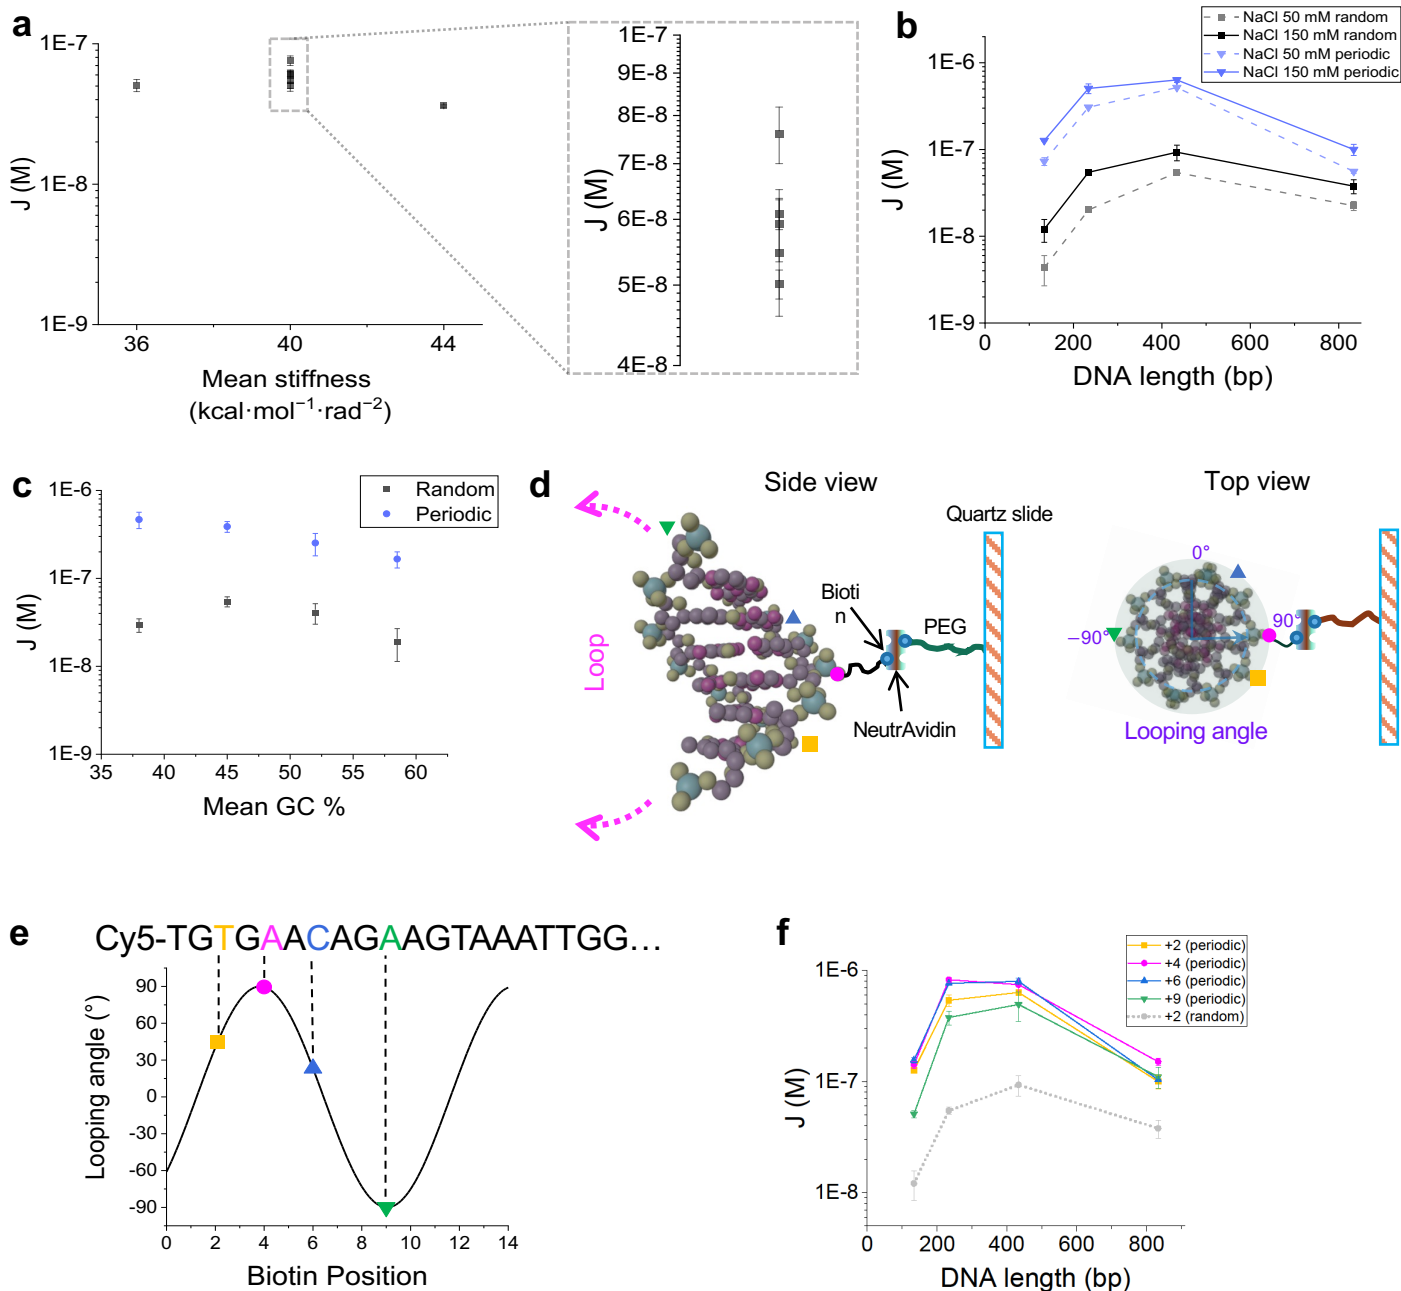 a
1E-7
1E-8
1E-9
J (M)
36
40
44
Mean stiffness
(kcal·mol⁻¹·rad⁻²)
1E-7
9E-8
8E-8
7E-8
6E-8
5E-8
4E-8
J (M)
b
NaCl 50 mM random
NaCl 150 mM random
NaCl 50 mM periodic
NaCl 150 mM periodic
1E-6
1E-7
1E-8
1E-9
J (M)
0
200
400
600
800
DNA length (bp)
c
Random
Periodic
1E-6
1E-7
1E-8
1E-9
J (M)
35
40
45
50
55
60
Mean GC %
d
Side view
Top view
Quartz slide
Loop
Bioti
n
PEG
NeutrAvidin
0°
90°
−90°
Looping angle
e
Cy5-TGTGAACAGAAGTAAATTGG...
90
60
30
0
-30
-60
-90
Looping angle (°)
0
2
4
6
8
10
12
14
Biotin Position
f
+2 (periodic)
+4 (periodic)
+6 (periodic)
+9 (periodic)
+2 (random)
1E-6
1E-7
1E-8
J (M)
0
200
400
600
800
DNA length (bp)